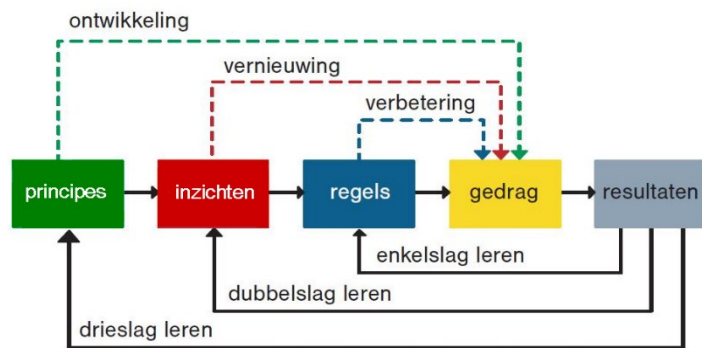 ontwikkeling
vernieuwing
verbetering
principes
inzichten
regels
gedrag
resultaten
enkelslag leren
dubbelslag leren
drieslag leren